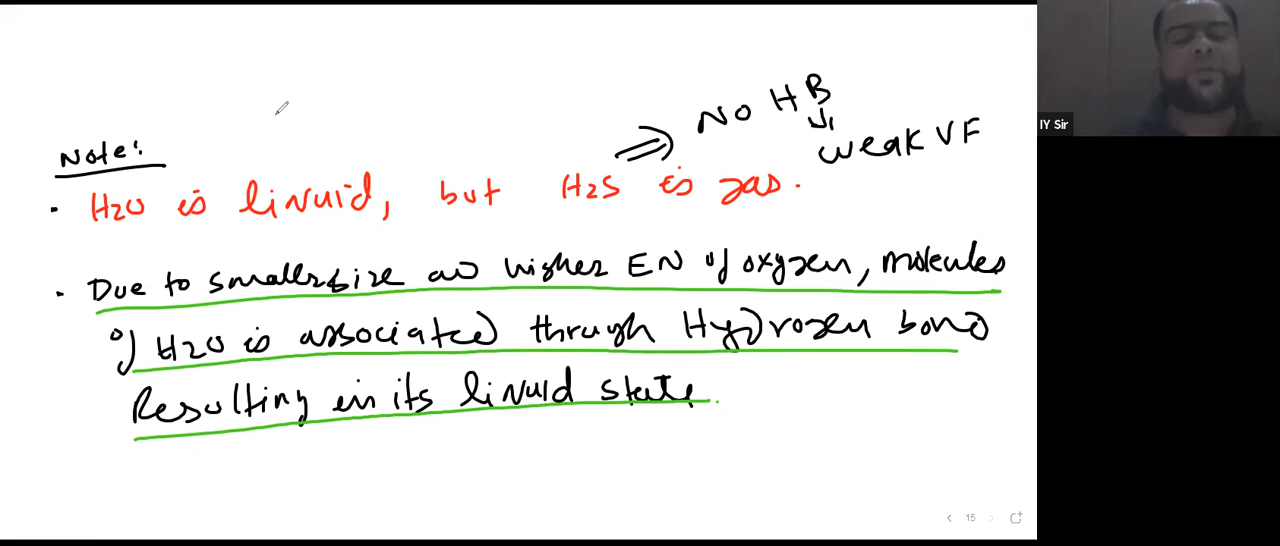 No HB
weak VF
Note:
• H2O is liquid, but H2S is gas.
• Due to smaller size and higher EN of oxygen, molecules
of H2O is associated through Hydrogen bond
Resulting in its liquid state.
IY Sir
15